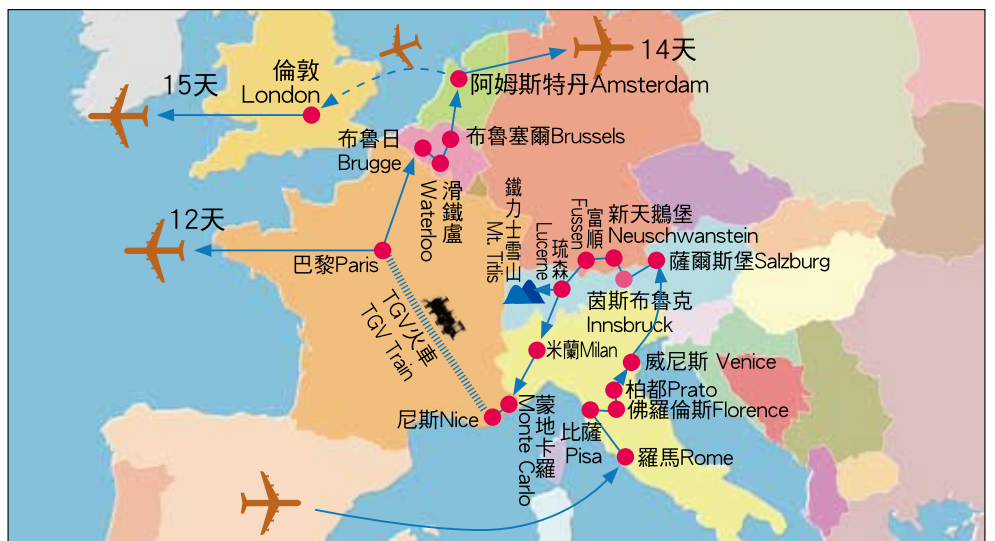 14天
15天
倫敦
London
阿姆斯特丹Amsterdam
布魯日
Brugge
布魯塞爾Brussels
滑鐵盧
Waterloo
12天
巴黎Paris
鐵力士雪山
Mt. Titlis
琉森
Lucerne
富順
Fussen
新天鵝堡
Neuschwanstein
薩爾斯堡Salzburg
茵斯布魯克
Innsbruck
TGV火車
TGV Train
米蘭Milan
威尼斯 Venice
柏都Prato
佛羅倫斯Florence
尼斯Nice
蒙地卡羅
Monte Carlo
比薩
Pisa
羅馬Rome